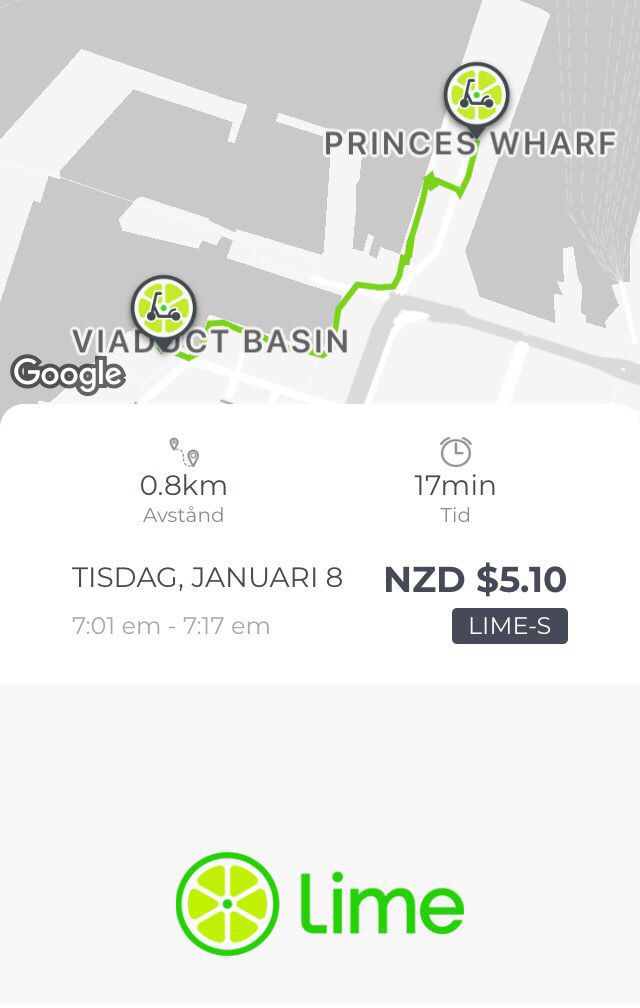 PRINCES WHARF
VIADUCT BASIN
Google
0.8km
Avstånd
17min
Tid
TISDAG, JANUARI 8
NZD $5.10
7:01 em - 7:17 em
LIME-S
Lime